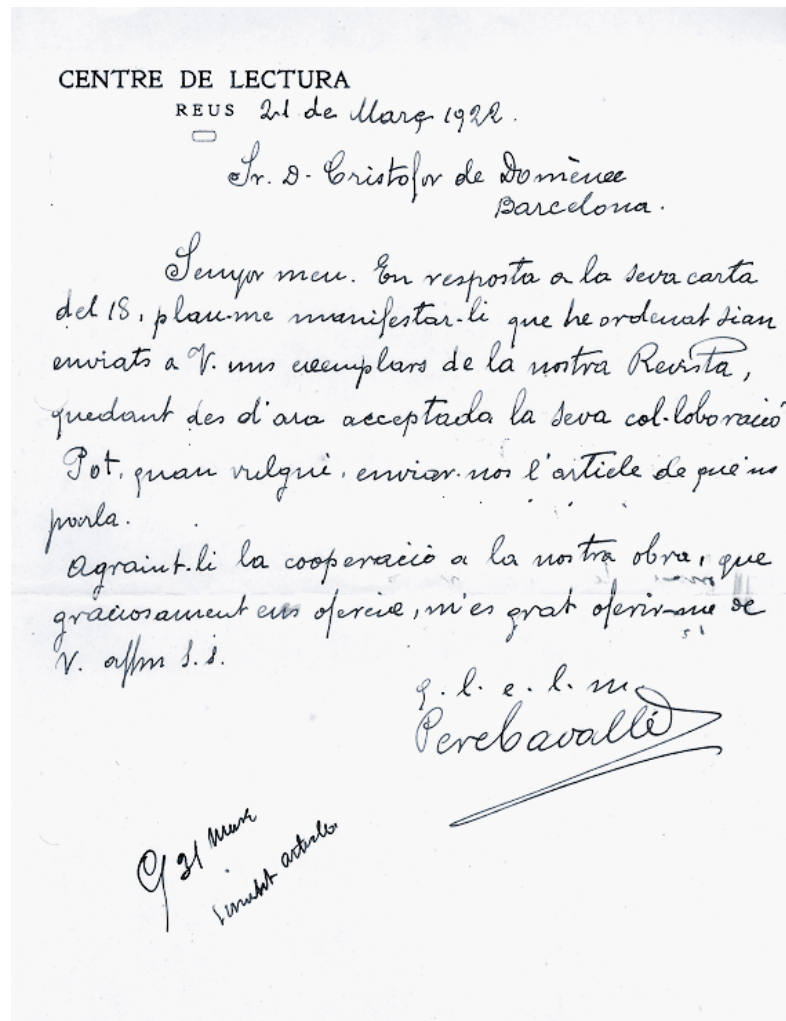 CENTRE DE LECTURA
REUS 21 de Març 1922.
Sr. D. Cristofor de Domènec
Barcelona.
Senyor meu. En resposta a la seva carta
del 18, plau-me manifestar-li que he ordenat sian
enviats a V. uns exemplars de la nostra Revista,
quedant des d'ara acceptada la seva col·laboració
Pot, quan vulgui, enviar-nos l'article de què'ns
parla.
Agraint-li la cooperació a la nostra obra, que
graciosament ens ofereix, m'es grat oferir-me de
V. affm s.s.
q. l. e. l. m.
Pere Cavallé
31